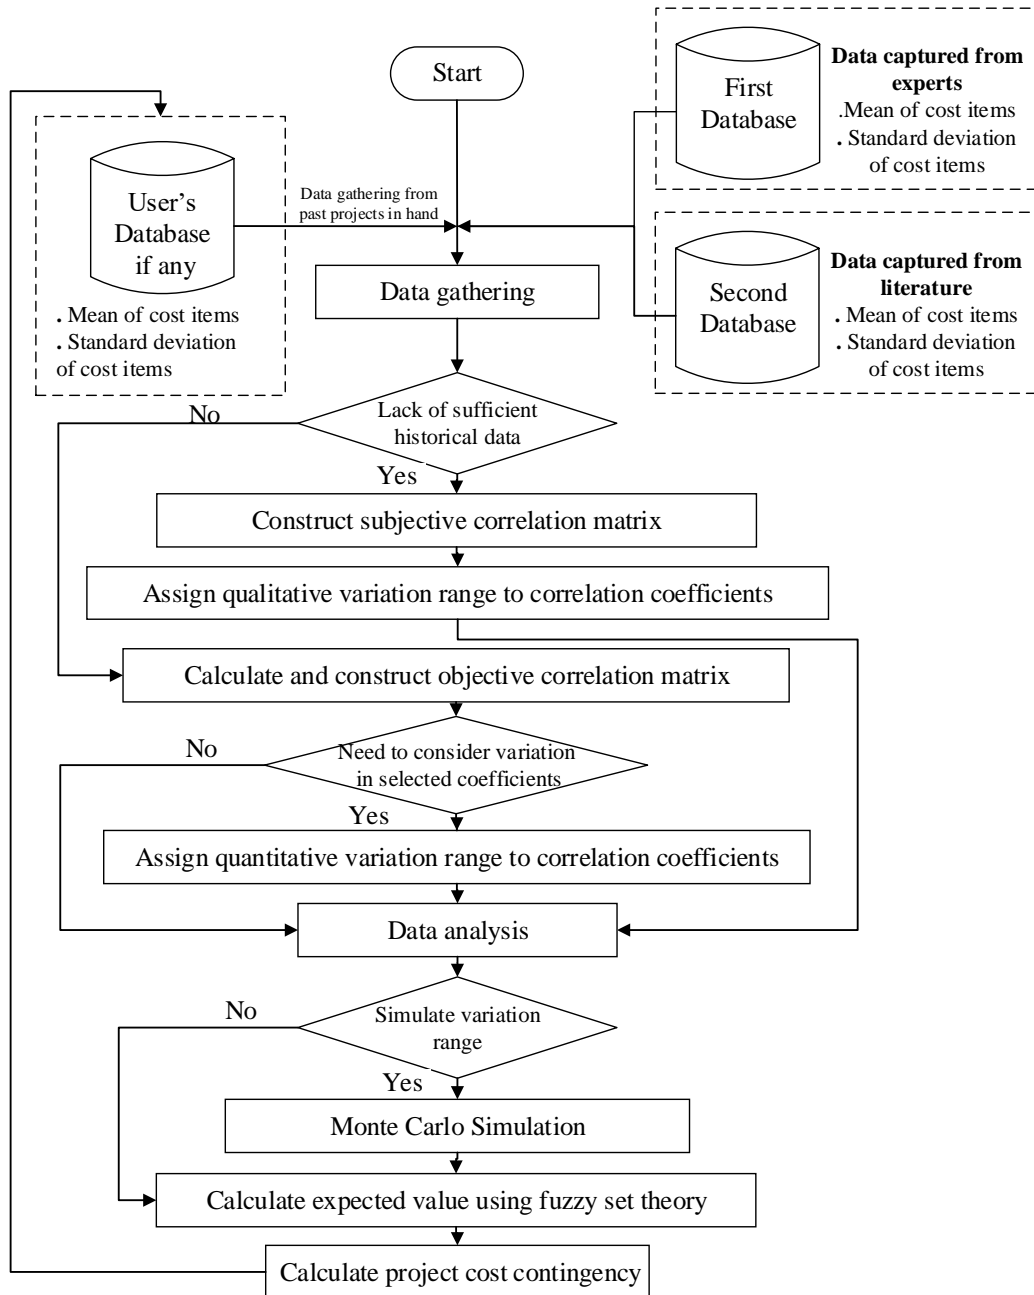 Start
First
Database
Data captured from
experts
.Mean of cost items
. Standard deviation
of cost items
User's
Database
if any
. Mean of cost items
. Standard deviation
of cost items
Data gathering from
past projects in hand
Second
Database
Data captured from
literature
. Mean of cost items
. Standard deviation
of cost items
Data gathering
Lack of sufficient
historical data
No
Yes
Construct subjective correlation matrix
Assign qualitative variation range to correlation coefficients
Calculate and construct objective correlation matrix
Need to consider variation
in selected coefficients
No
Yes
Assign quantitative variation range to correlation coefficients
Data analysis
Simulate variation
range
No
Yes
Monte Carlo Simulation
Calculate expected value using fuzzy set theory
Calculate project cost contingency